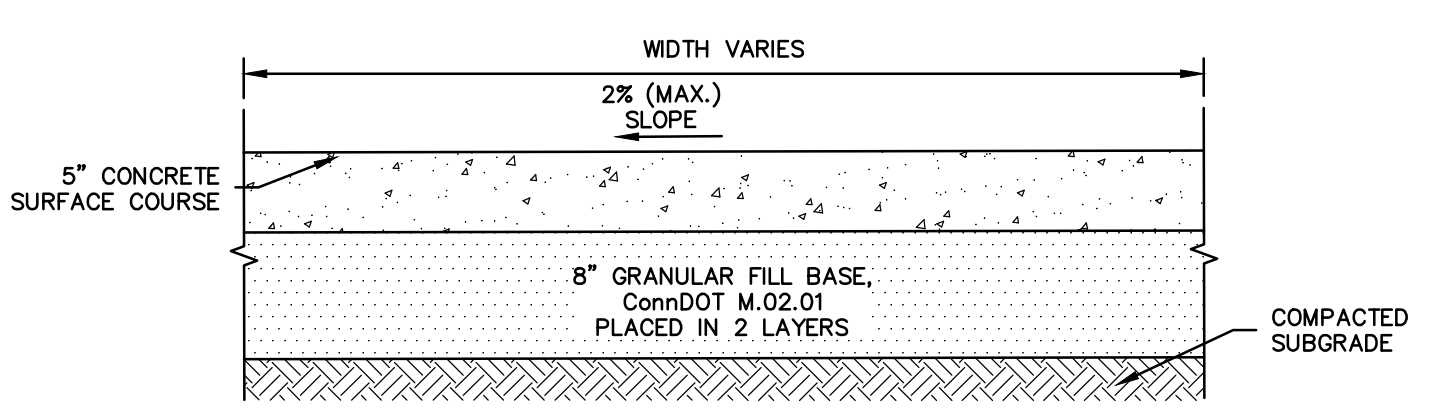 WIDTH VARIES
2% (MAX.)
SLOPE
5" CONCRETE
SURFACE COURSE
8" GRANULAR FILL BASE,
ConnDOT M.02.01
PLACED IN 2 LAYERS
COMPACTED
SUBGRADE